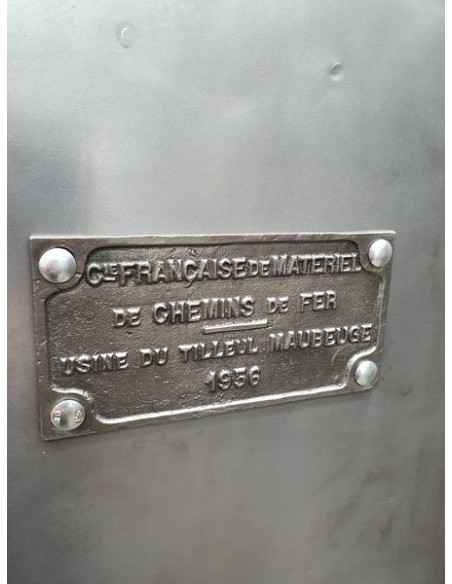 CIE FRANÇAISE DE MATERIEL
DE CHEMINS DE FER
USINE DU TILLEUL MAUBEUGE
1956